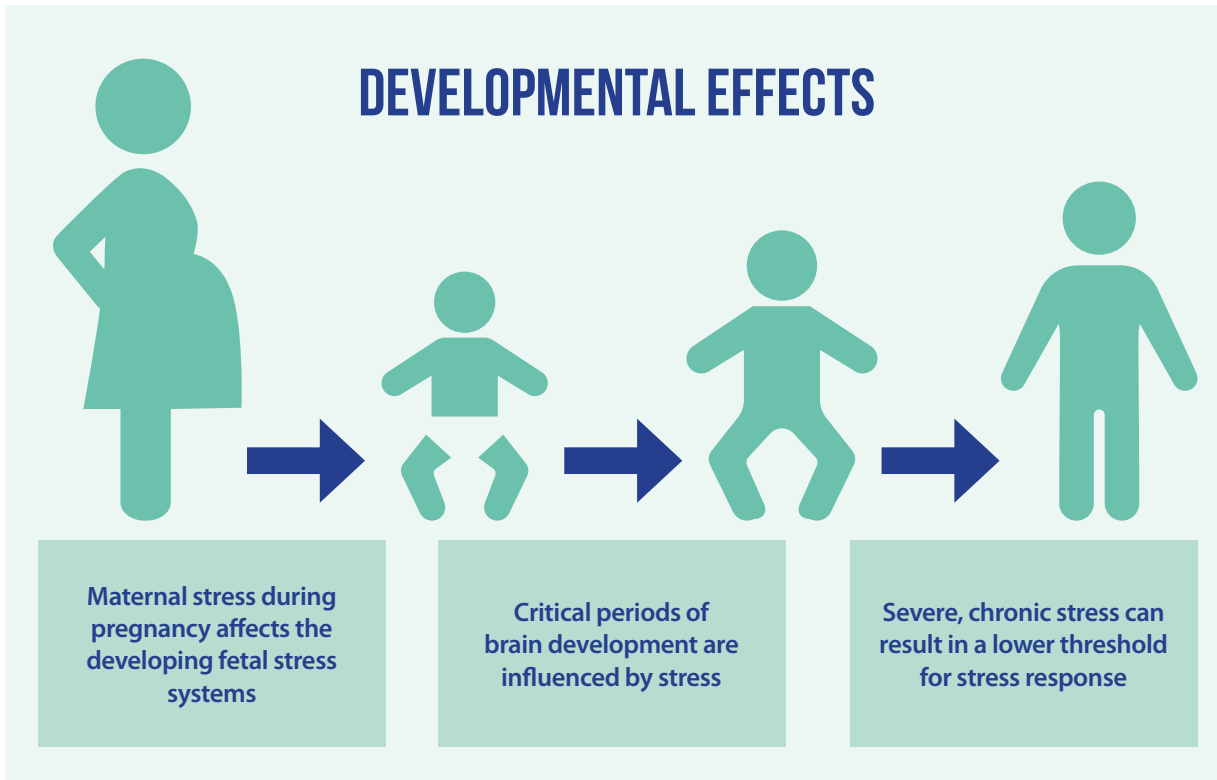 DEVELOPMENTAL EFFECTS
Maternal stress during
pregnancy affects the
developing fetal stress
systems
Critical periods of
brain development are
influenced by stress
Severe, chronic stress can
result in a lower threshold
for stress response